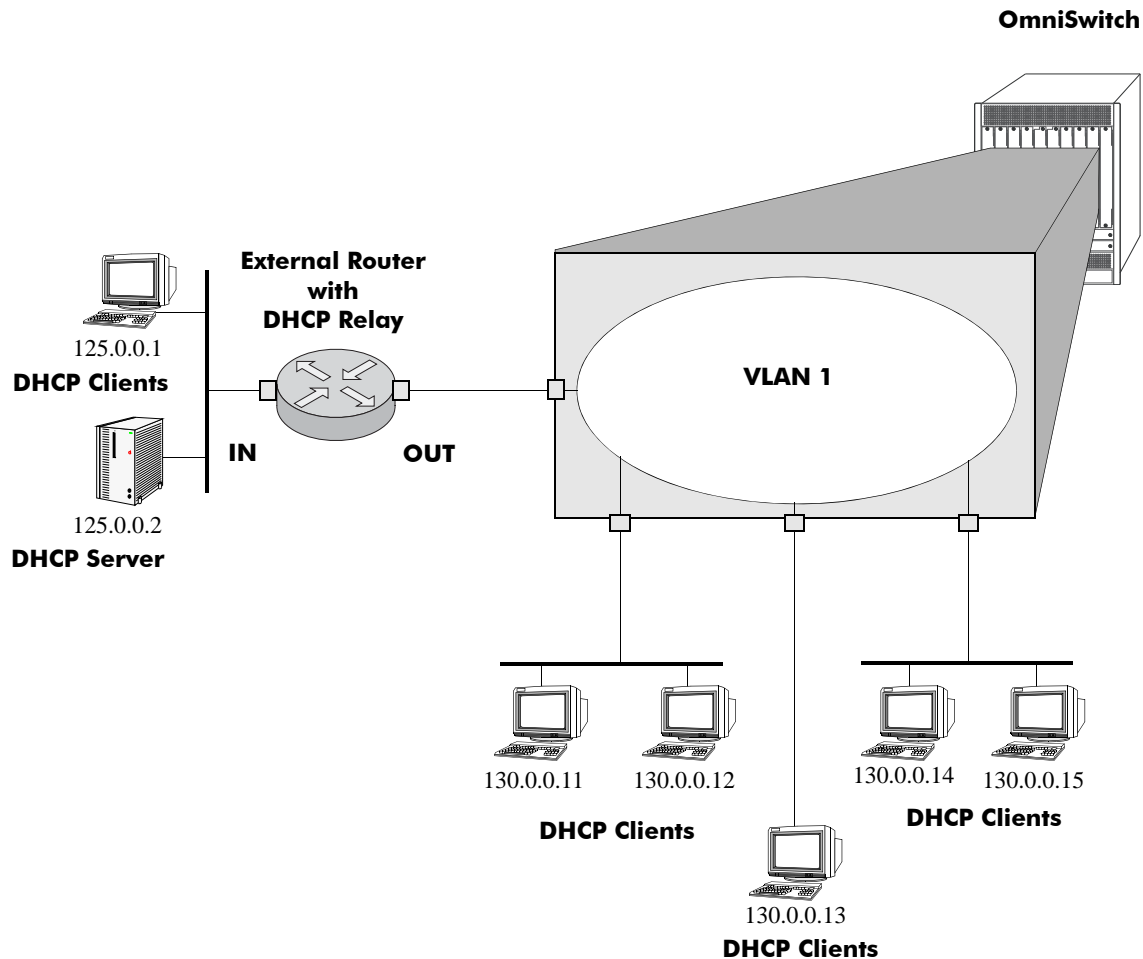 OmniSwitch
External Router
with
DHCP Relay
125.0.0.1
DHCP Clients
VLAN 1
IN
OUT
125.0.0.2
DHCP Server
130.0.0.11
130.0.0.12
DHCP Clients
130.0.0.14
130.0.0.15
DHCP Clients
130.0.0.13
DHCP Clients